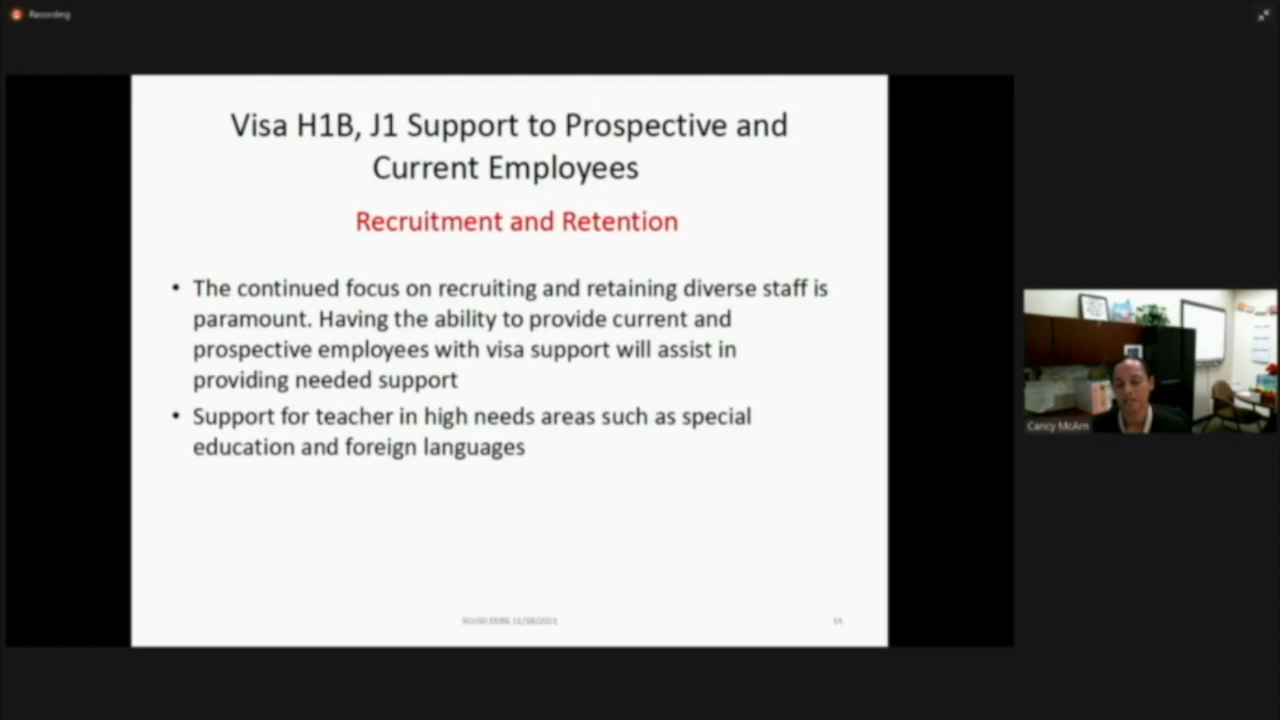 Recording
Visa H1B, J1 Support to Prospective and
Current Employees
Recruitment and Retention
• The continued focus on recruiting and retaining diverse staff is
paramount. Having the ability to provide current and
prospective employees with visa support will assist in
providing needed support
• Support for teacher in high needs areas such as special
education and foreign languages
Cancy McArn
11/18/2021